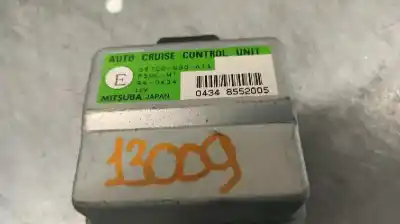 AUTO CRUISE CONTROL UNIT
E
12V
MITSUBA JAPAN
0434 8552005
13009